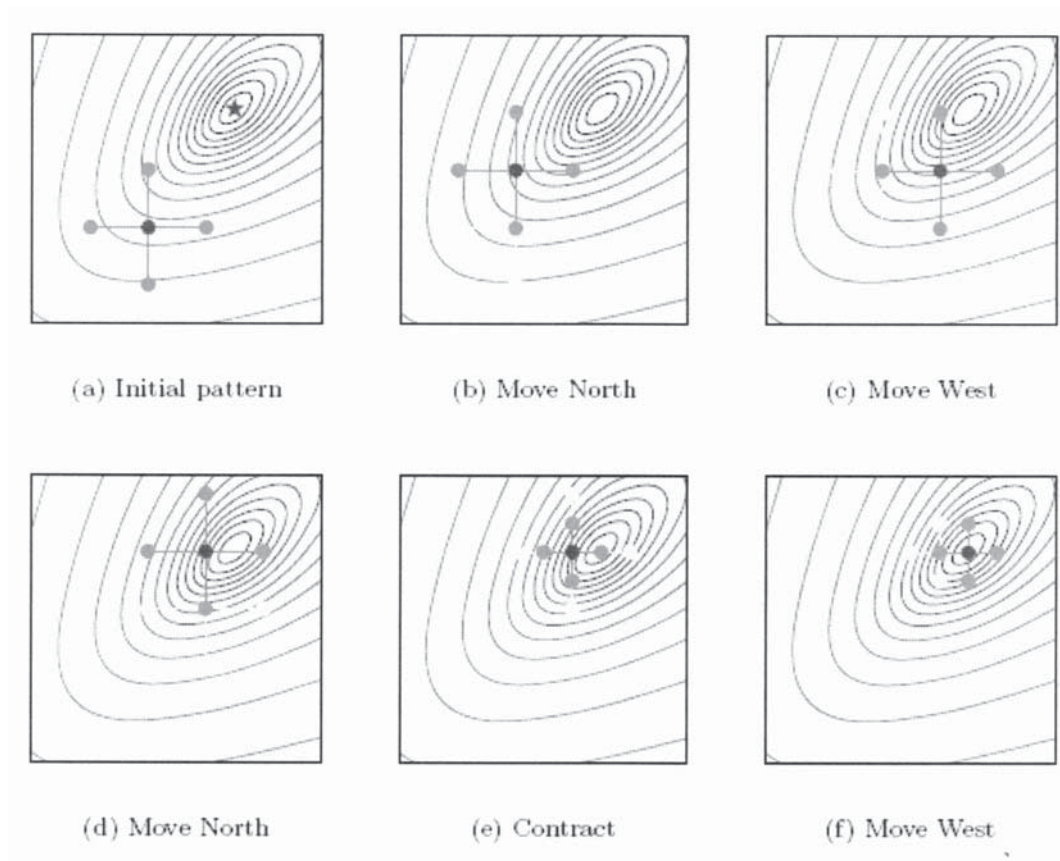 (a) Initial pattern
(b) Move North
(c) Move West
(d) Move North
(e) Contract
(f) Move West